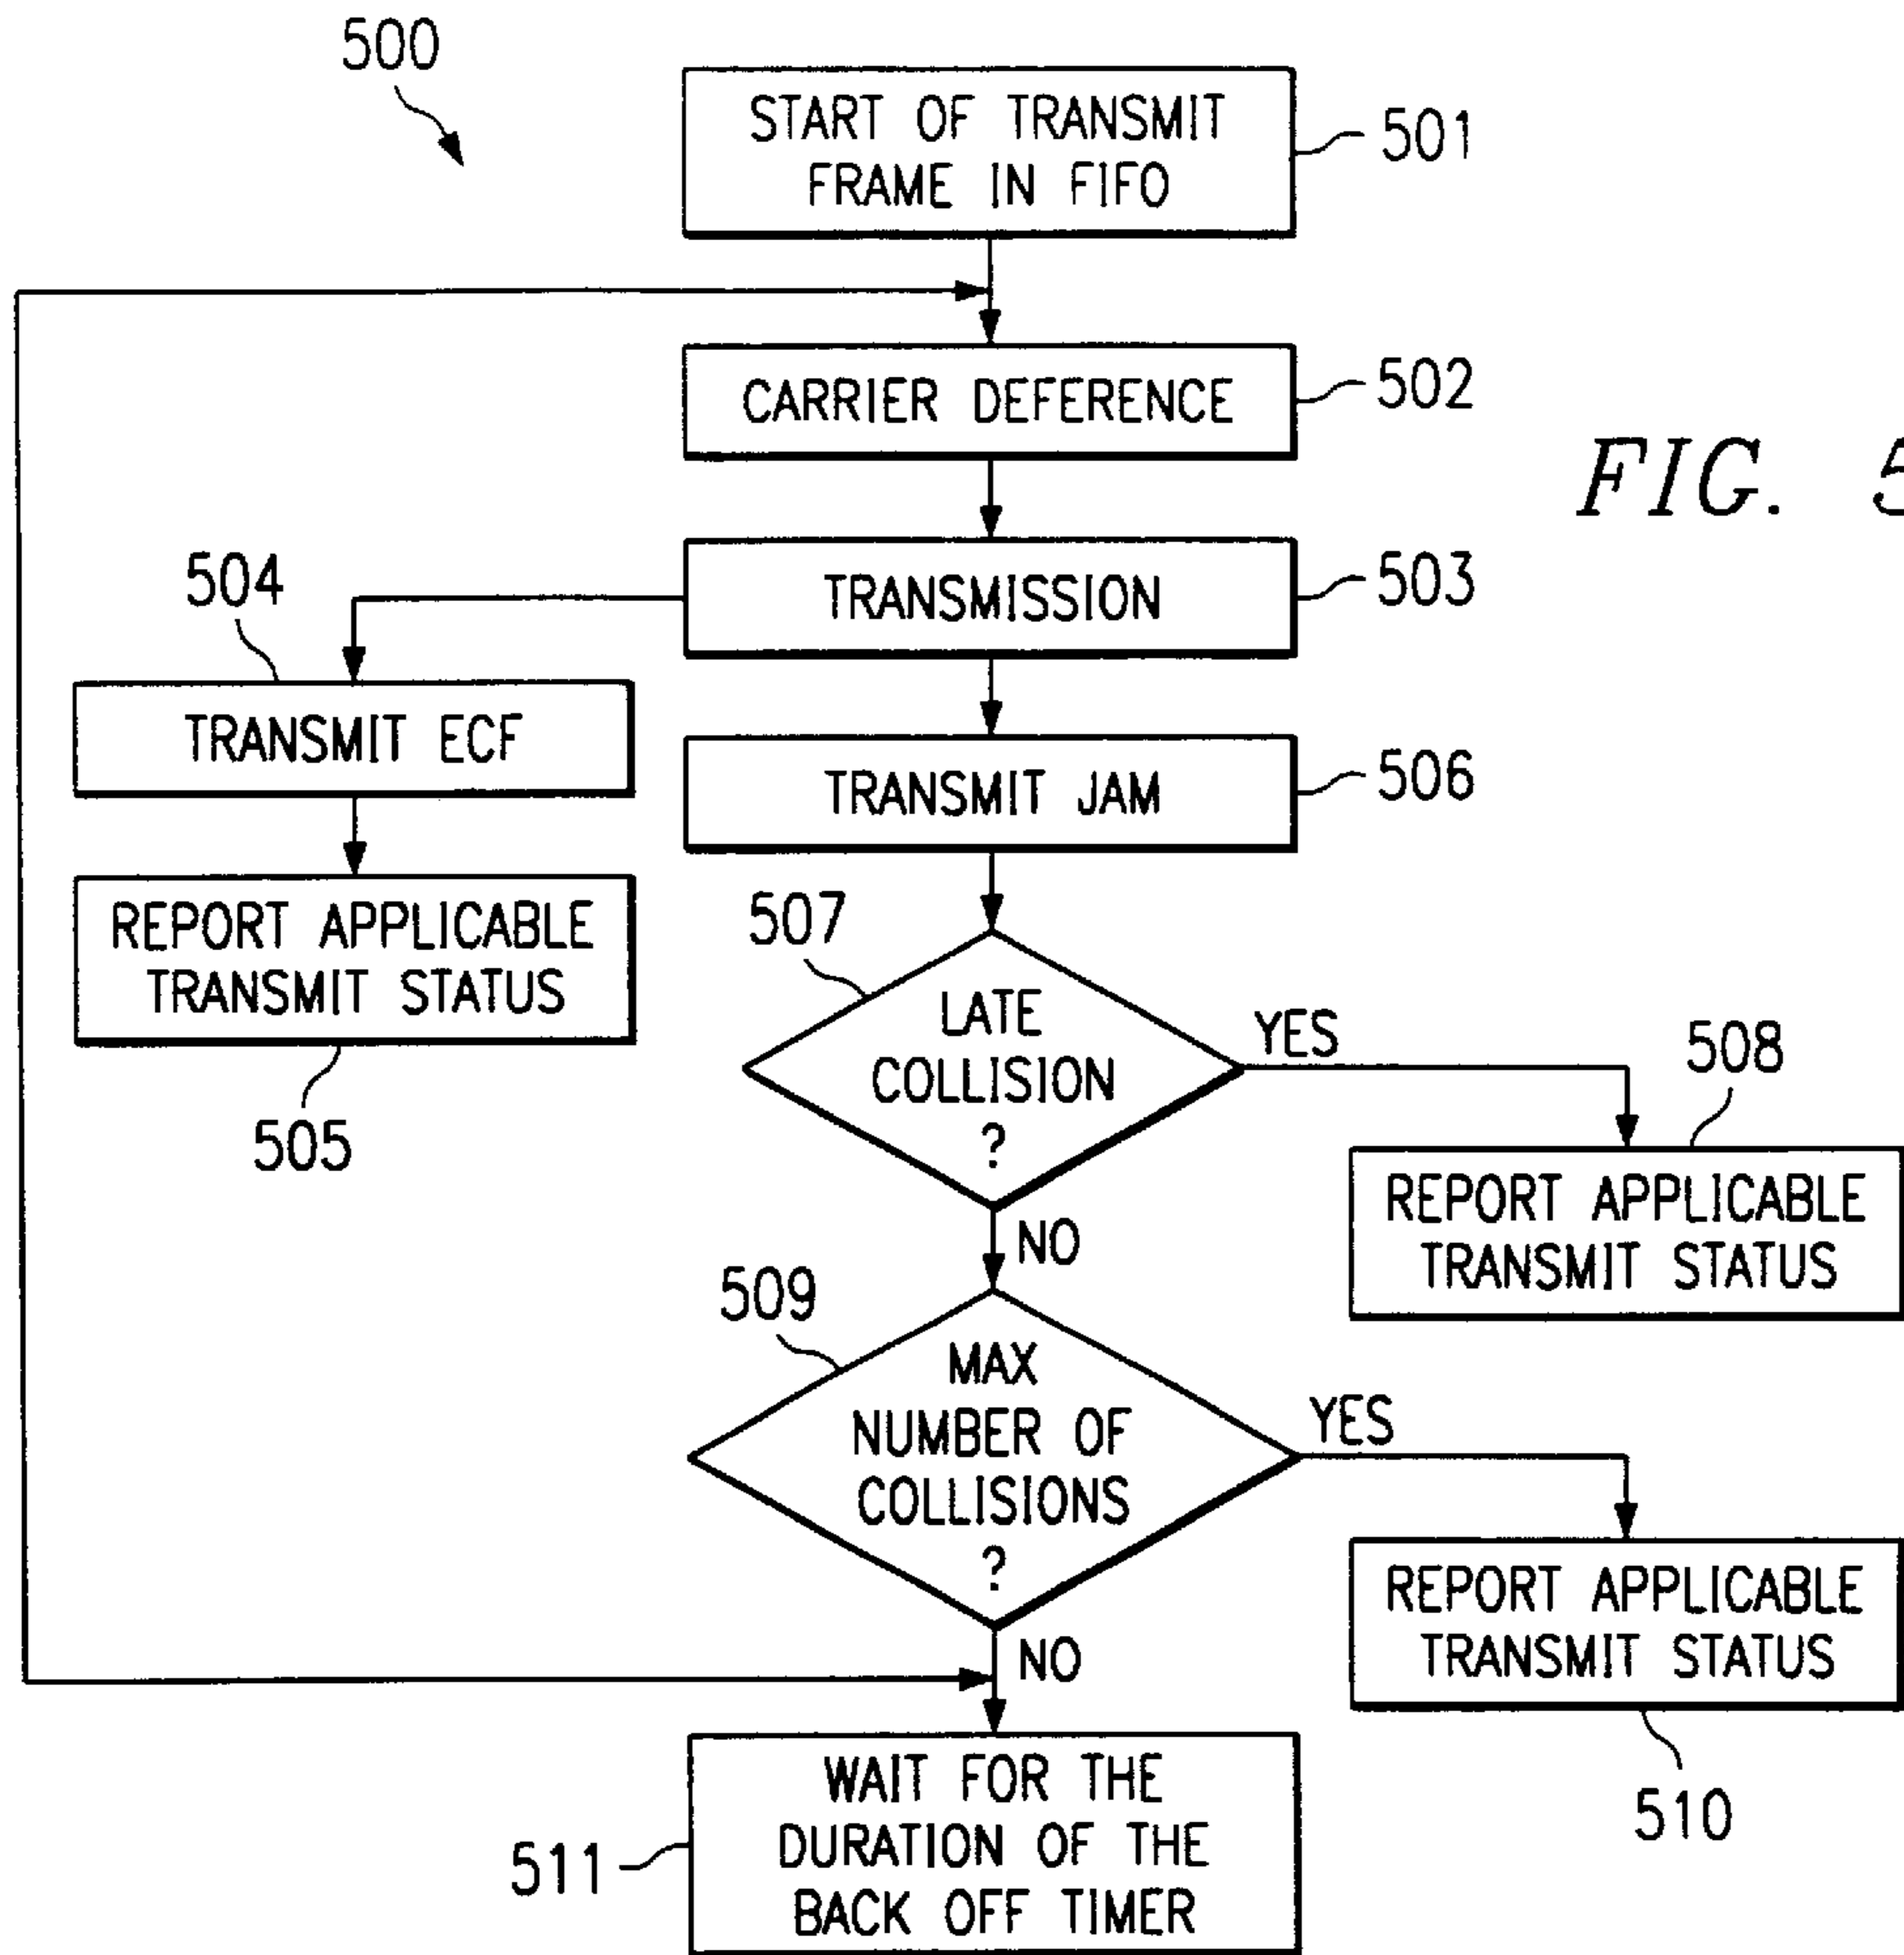 500
START OF TRANSMIT
FRAME IN FIFO
501
CARRIER DEFERENCE
502
FIG. 5
TRANSMISSION
503
504
TRANSMIT ECF
TRANSMIT JAM
506
REPORT APPLICABLE
TRANSMIT STATUS
505
507
LATE
COLLISION
?
YES
508
REPORT APPLICABLE
TRANSMIT STATUS
NO
509
MAX
NUMBER OF
COLLISIONS
?
YES
REPORT APPLICABLE
TRANSMIT STATUS
510
NO
WAIT FOR THE
DURATION OF THE
BACK OFF TIMER
511